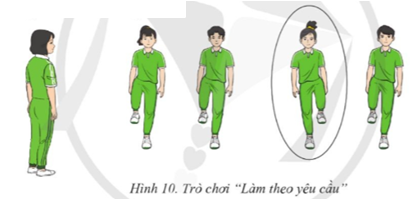 Hình 10. Trò chơi “Làm theo yêu cầu”